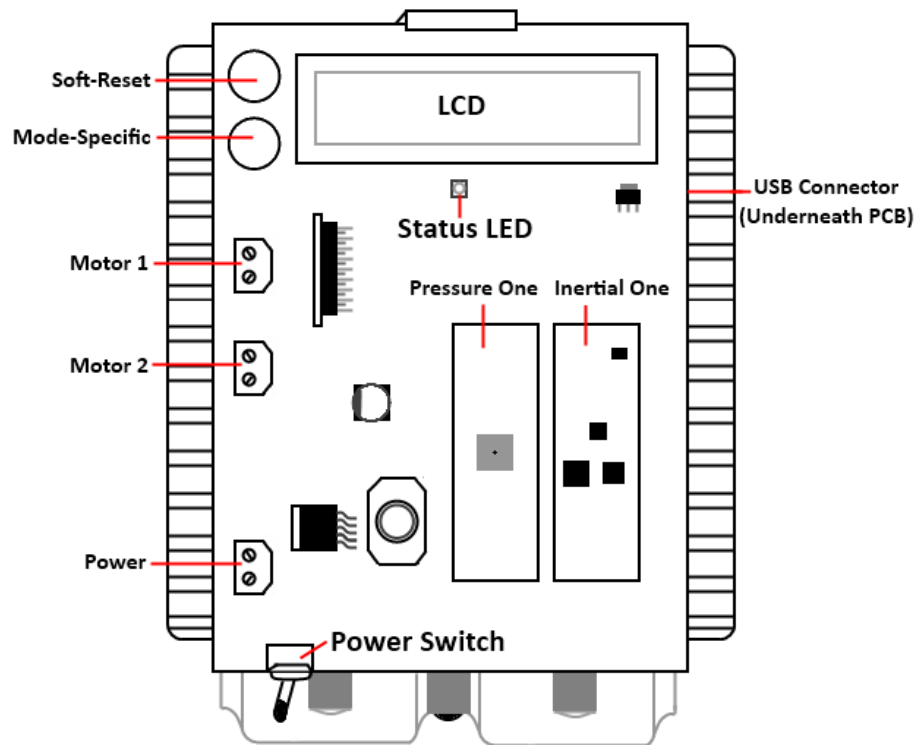 Soft-Reset
LCD
Mode-Specific
USB Connector
(Underneath PCB)
Status LED
Motor 1
Pressure One
Inertial One
Motor 2
Power
Power Switch